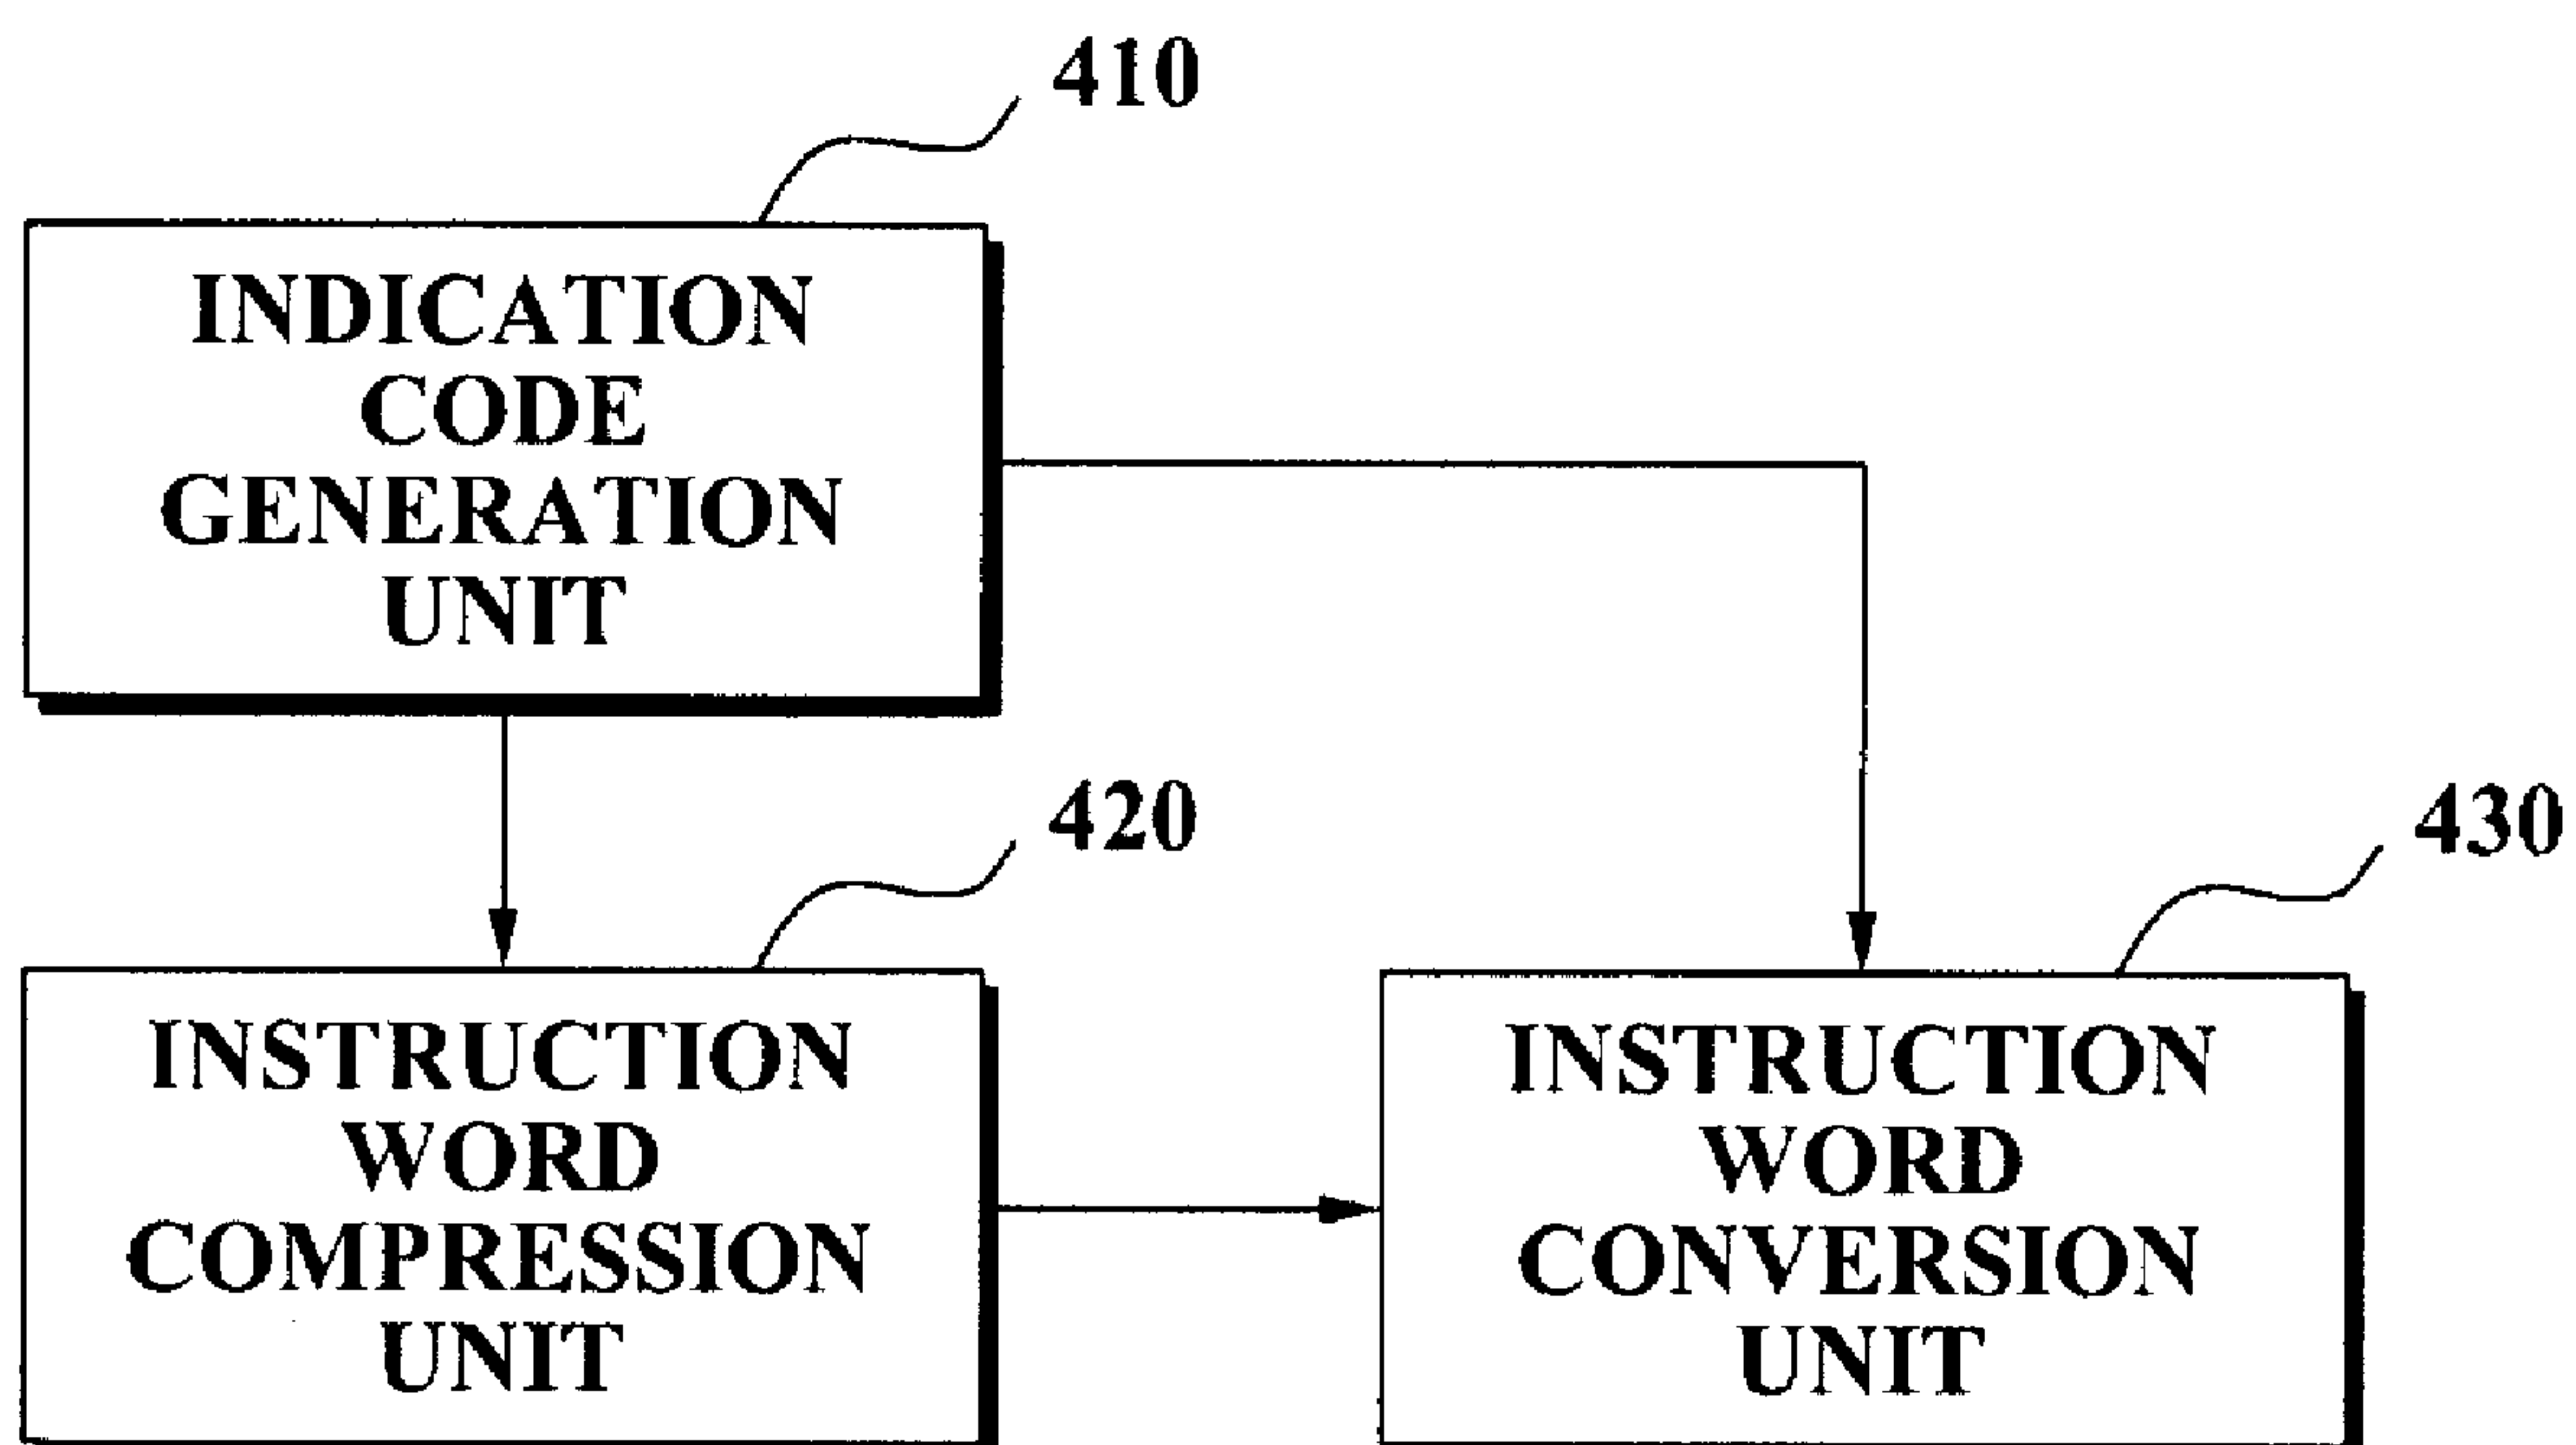 410
INDICATION
CODE
GENERATION
UNIT
420
INSTRUCTION
WORD
COMPRESSION
UNIT
430
INSTRUCTION
WORD
CONVERSION
UNIT